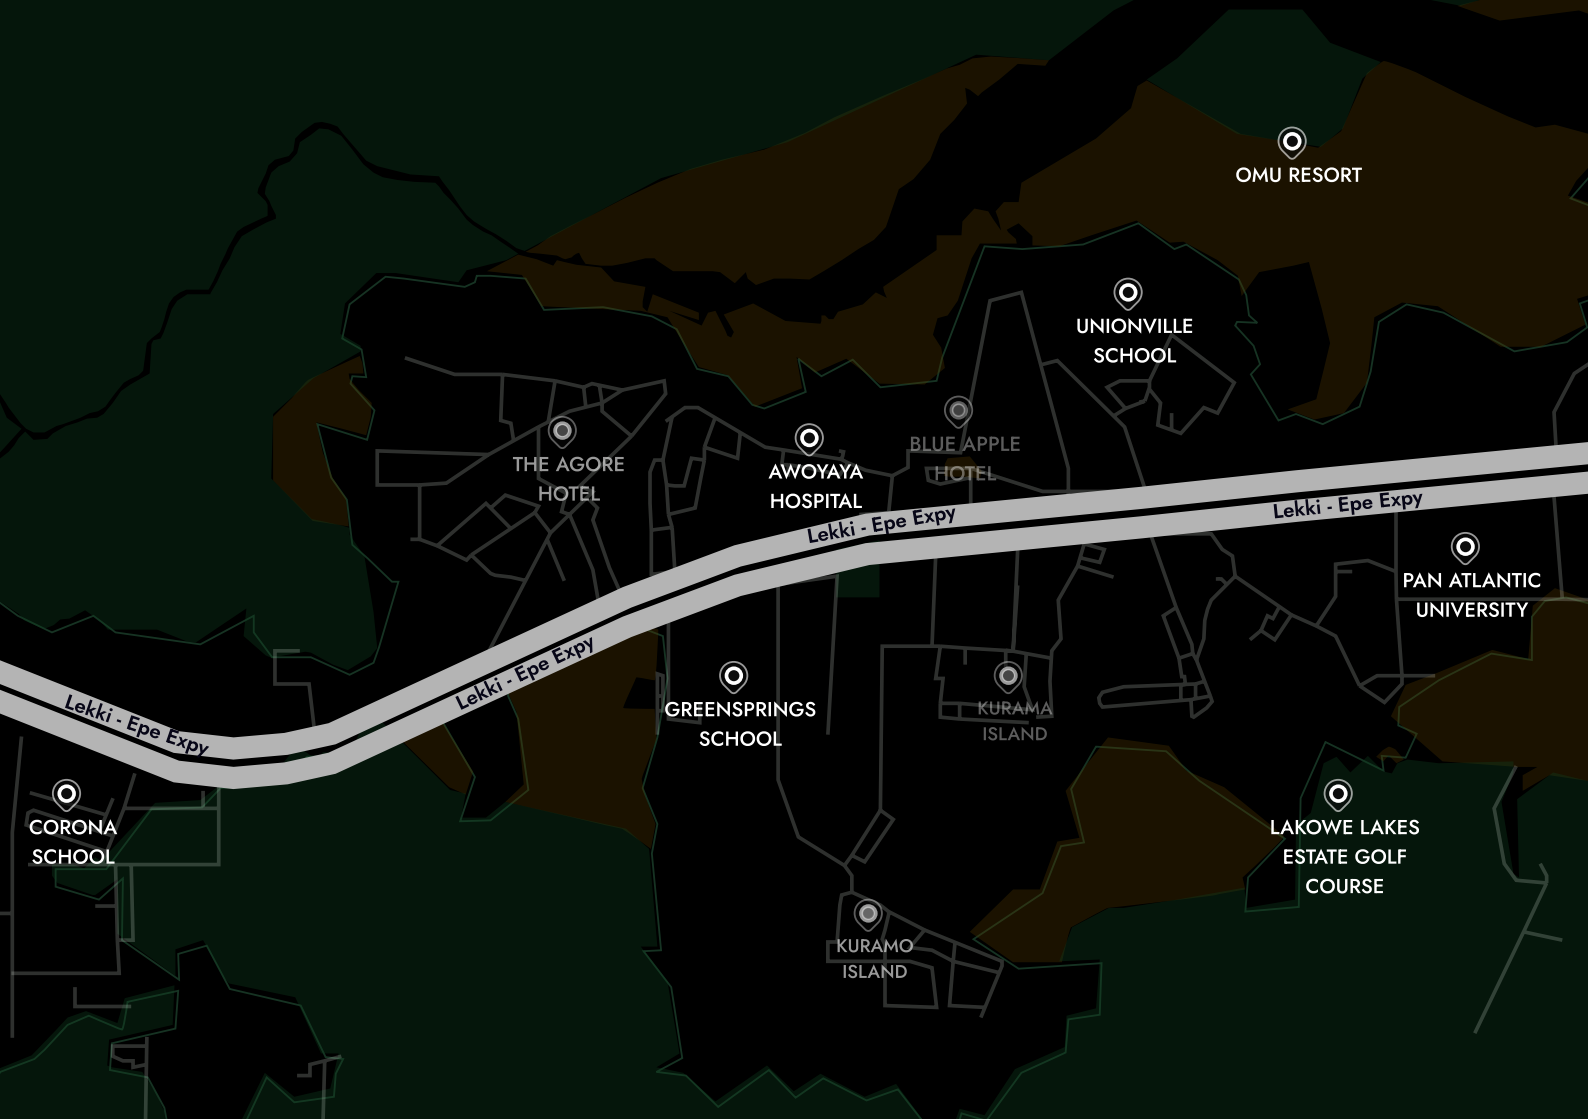 OMU RESORT
UNIONVILLE
SCHOOL
BLUE APPLE
HOTEL
THE AGORE
HOTEL
AWOYAYA
HOSPITAL
Lekki - Epe Expy
Lekki - Epe Expy
PAN ATLANTIC
UNIVERSITY
Lekki - Epe Expy
Lekki - Epe Expy
GREENSPRINGS
SCHOOL
KURAMA
ISLAND
CORONA
SCHOOL
LAKOWE LAKES
ESTATE GOLF
COURSE
KURAMO
ISLAND